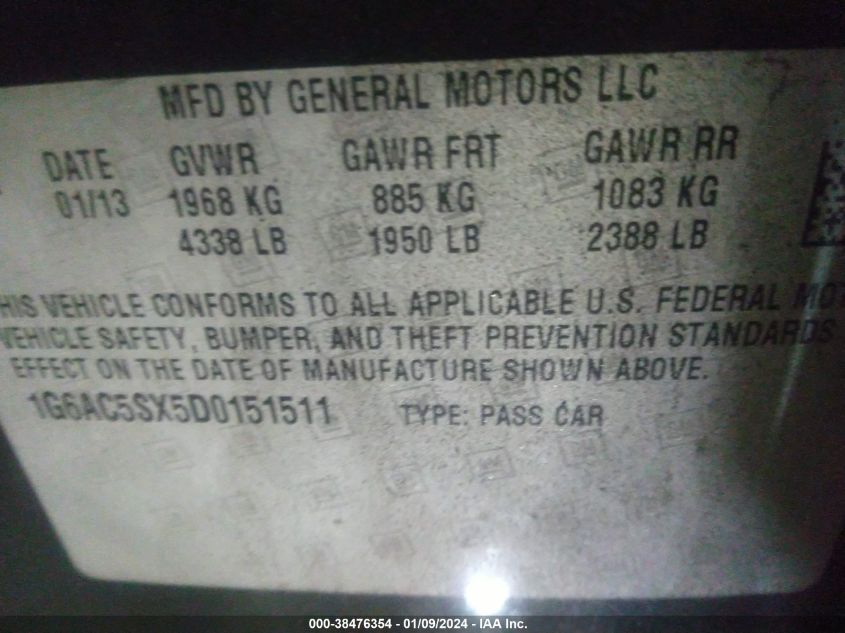 MFD BY GENERAL MOTORS LLC
DATE GVWR GAWR FRT GAWR RR
01/13 1968 KG 885 KG 1083 KG
4338 LB 1950 LB 2388 LB
HIS VEHICLE CONFORMS TO ALL APPLICABLE U.S. FEDERAL MOT
VEHICLE SAFETY, BUMPER, AND THEFT PREVENTION STANDARDS
EFFECT ON THE DATE OF MANUFACTURE SHOWN ABOVE.
1G6AC5SX5D0151511 TYPE: PASS CAR
000-38476354 - 01/09/2024 - IAA Inc.